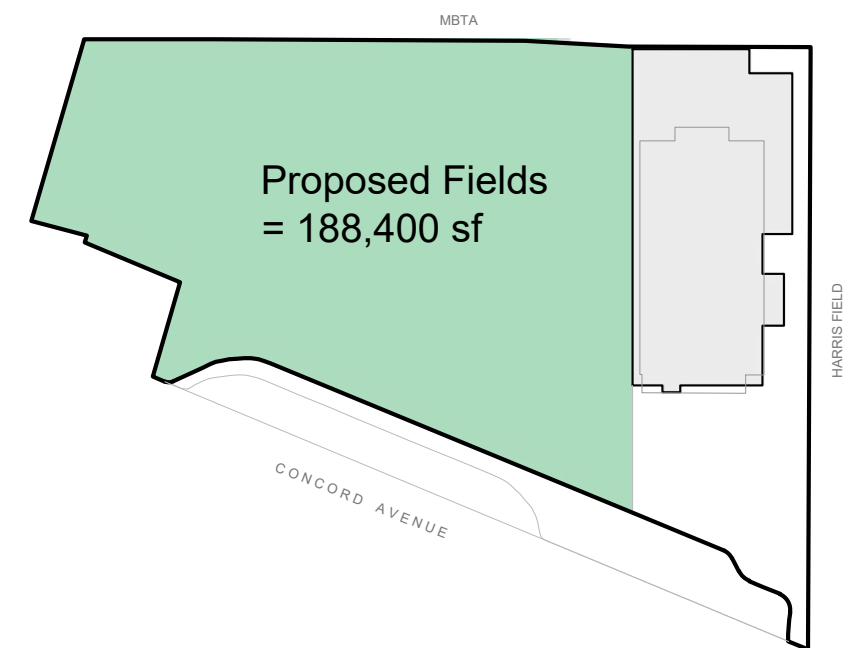 MBTA
Proposed Fields
= 188,400 sf
HARRIS FIELD
CONCORD AVENUE